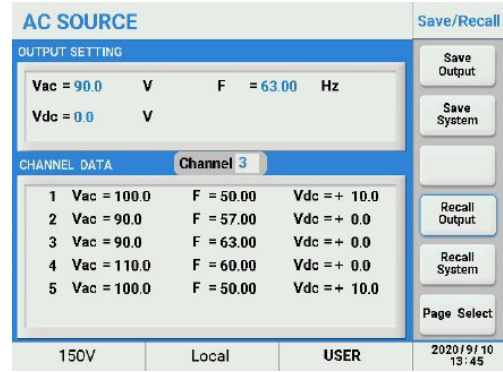 AC SOURCE
Save/Recall
OUTPUT SETTING
Vac = 90.0 V F = 63.00 Hz
Vdc = 0.0 V
CHANNEL DATA Channel 3
1 Vac = 100.0 F = 50.00 Vdc = + 10.0
2 Vac = 90.0 F = 57.00 Vdc = + 0.0
3 Vac = 90.0 F = 63.00 Vdc = + 0.0
4 Vac = 110.0 F = 60.00 Vdc = + 0.0
5 Vac = 100.0 F = 50.00 Vdc = + 10.0
Save
Output
Save
System
Recall
Output
Recall
System
Page Select
150V Local USER
2020/9/10
13:45